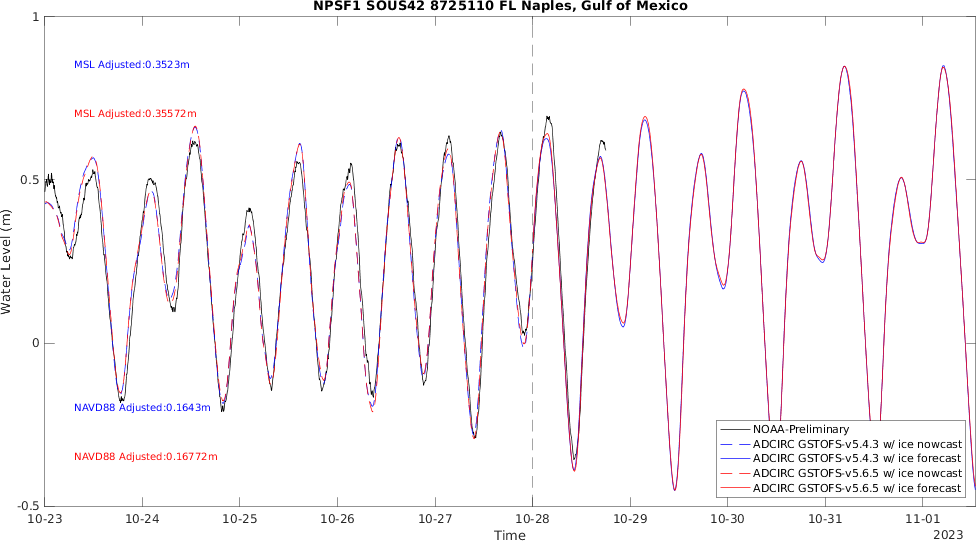 NPSF1 SOUS42 8725110 FL Naples, Gulf of Mexico
1
MSL Adjusted:0.3523m
MSL Adjusted:0.35572m
0.5
Water Level (m)
0
NAVD88 Adjusted:0.1643m
NAVD88 Adjusted:0.16772m
-0.5
NOAA-Preliminary
ADCIRC GSTOFS-v5.4.3 w/ ice nowcast
ADCIRC GSTOFS-v5.4.3 w/ ice forecast
ADCIRC GSTOFS-v5.6.5 w/ ice nowcast
ADCIRC GSTOFS-v5.6.5 w/ ice forecast
10-23 10-24 10-25 10-26 10-27 10-28 10-29 10-30 10-31 11-01
Time
2023